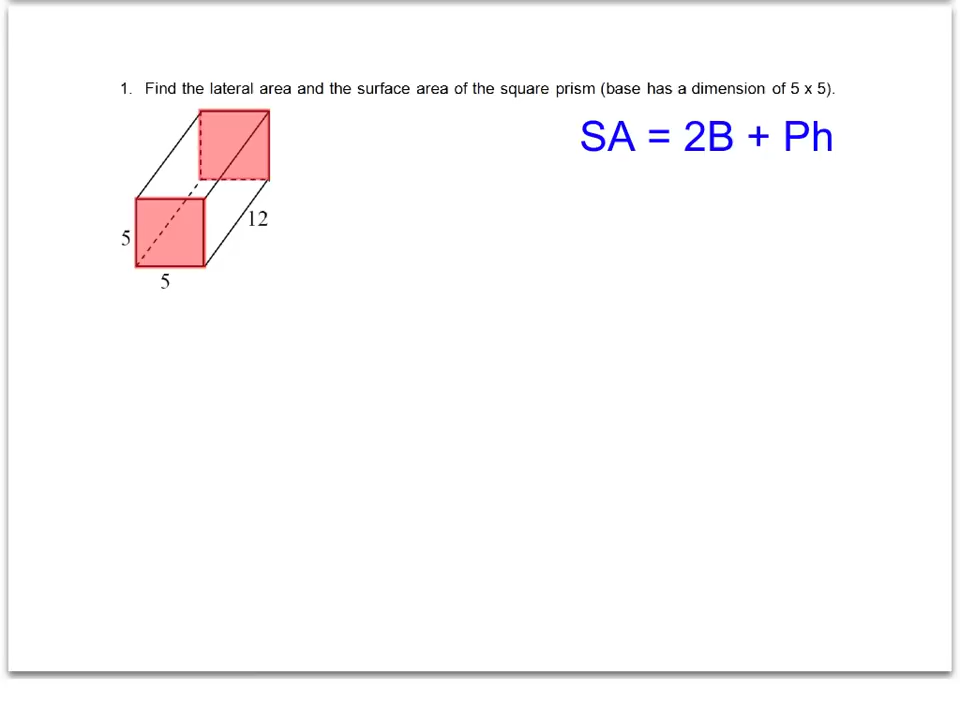 1. Find the lateral area and the surface area of the square prism (base has a dimension of 5 x 5).
SA = 2B + Ph
12
5
5